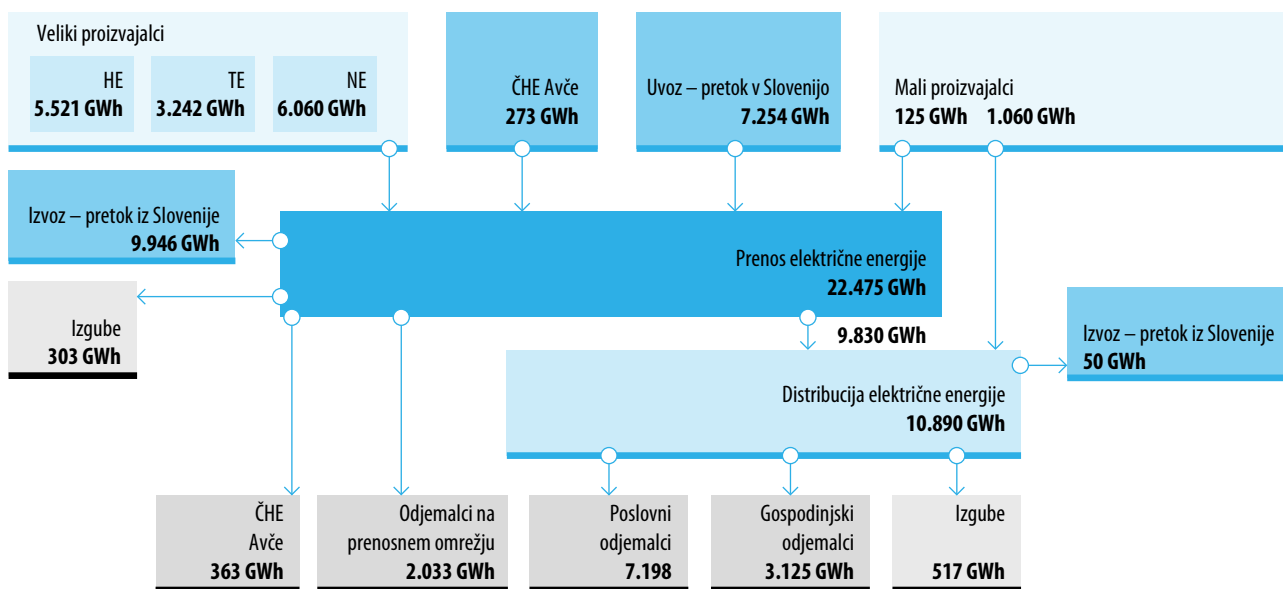 Veliki proizvajalci
HE
5.521 GWh
TE
3.242 GWh
NE
6.060 GWh
ČHE Avče
273 GWh
Uvoz – pretok v Slovenijo
7.254 GWh
Mali proizvajalci
125 GWh 1.060 GWh
Izvoz – pretok iz Slovenije
9.946 GWh
Prenos električne energije
22.475 GWh
Izgube
303 GWh
9.830 GWh
Izvoz – pretok iz Slovenije
50 GWh
Distribucija električne energije
10.890 GWh
ČHE
Avče
363 GWh
Odjemalci na
prenosnem omrežju
2.033 GWh
Poslovni
odjemalci
7.198
Gospodinjski
odjemalci
3.125 GWh
Izgube
517 GWh